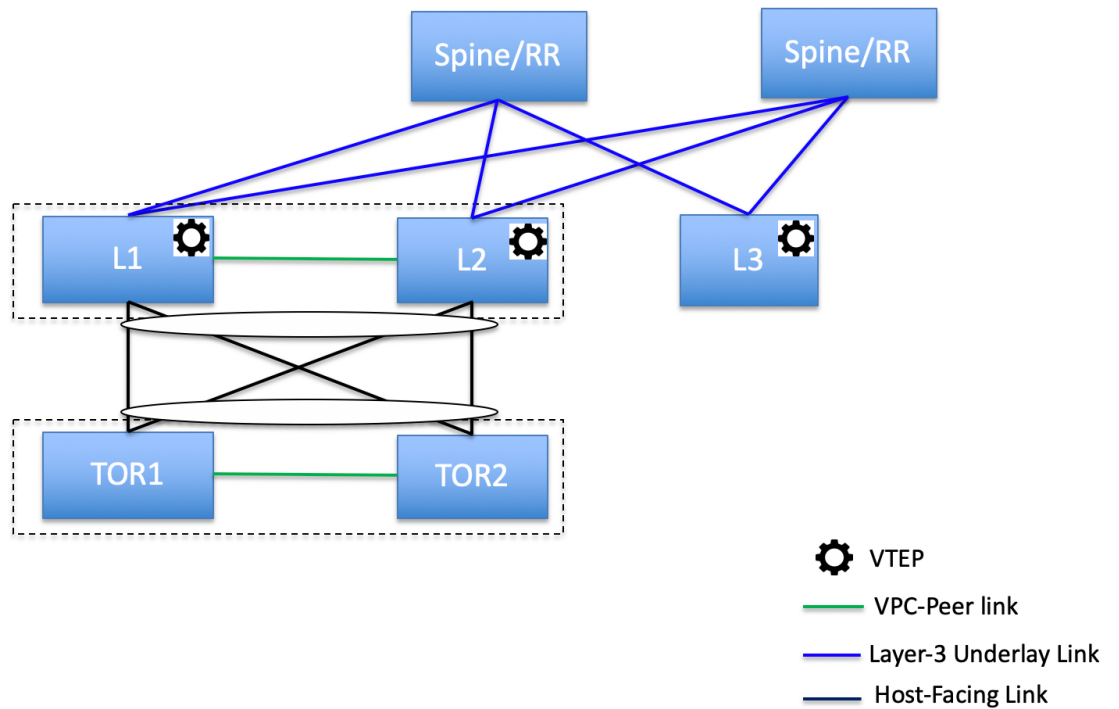 Spine/RR
Spine/RR
L1
L2
L3
TOR1
TOR2
VTEP
VPC-Peer link
Layer-3 Underlay Link
Host-Facing Link